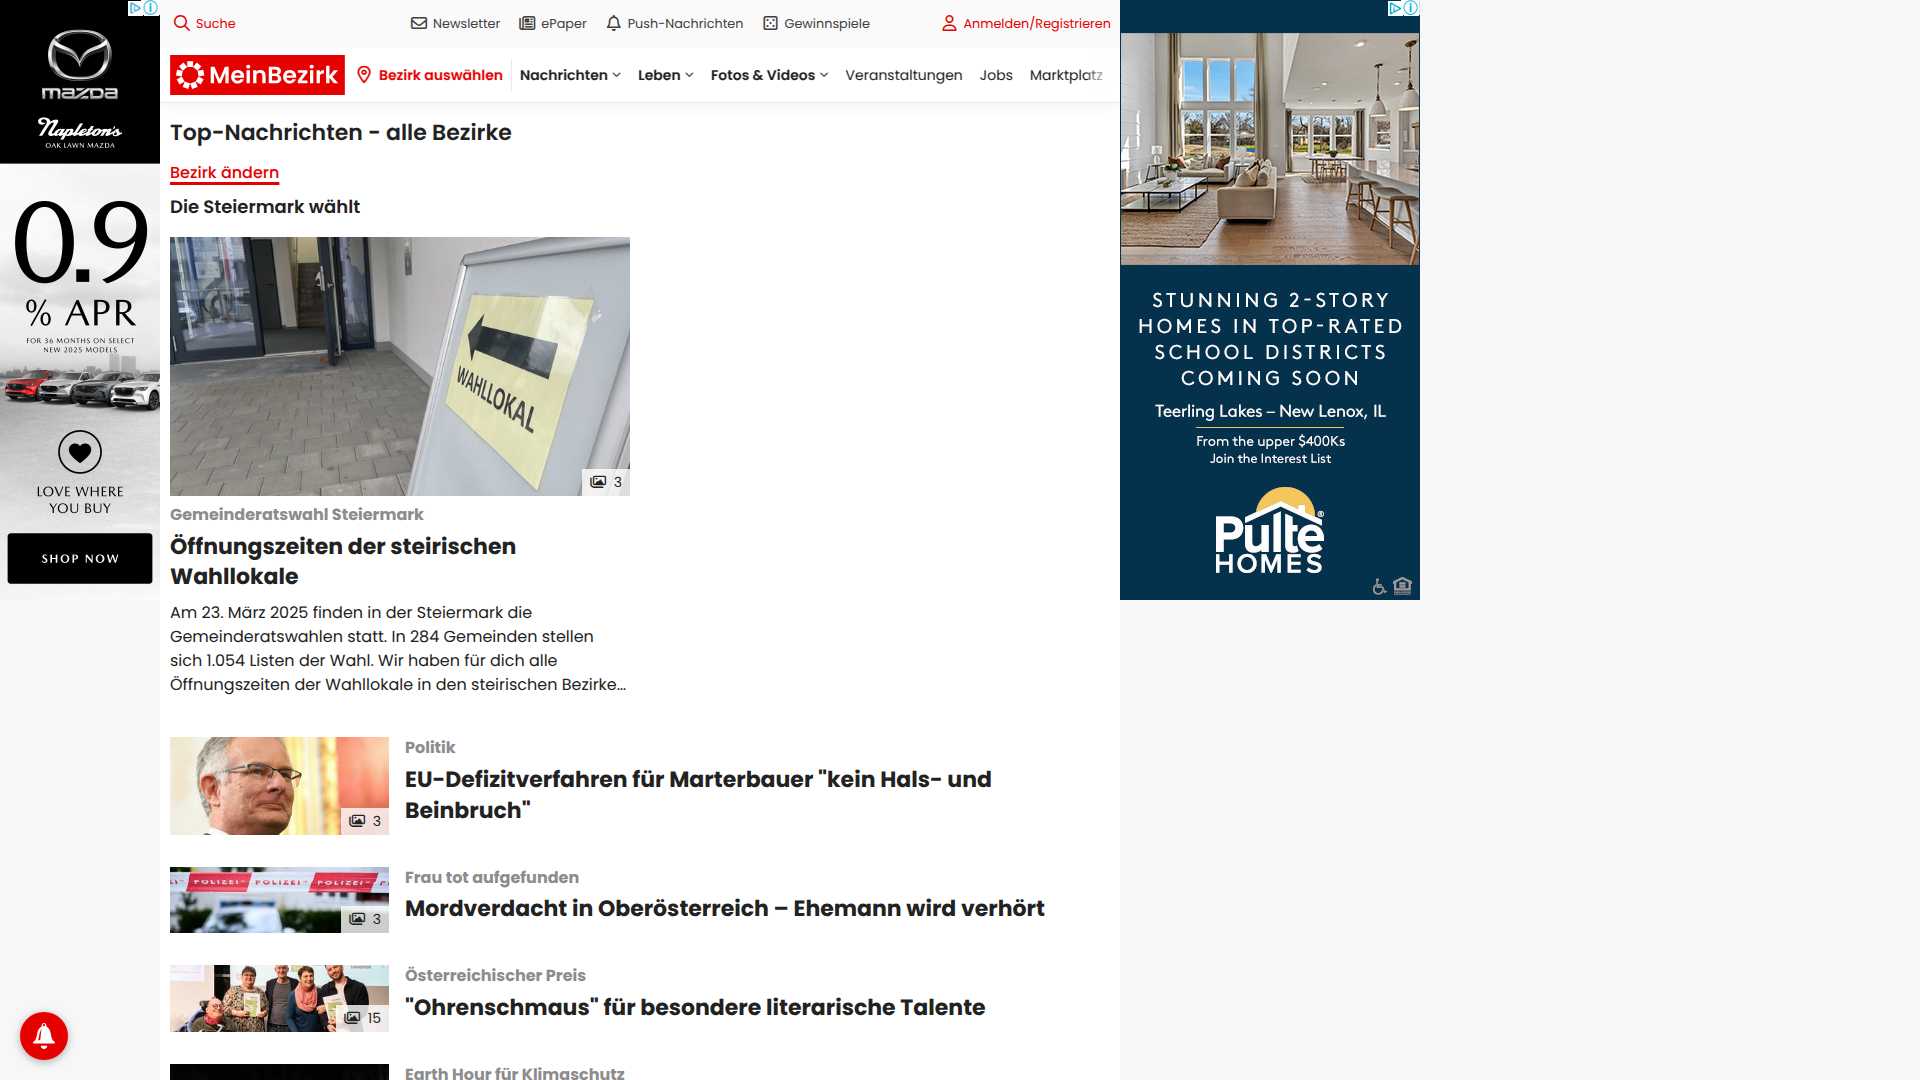 Suche
Newsletter
ePaper
Push-Nachrichten
Gewinnspiele
Anmelden/Registrieren
MeinBezirk
Bezirk auswählen
Nachrichten
Leben
Fotos & Videos
Veranstaltungen
Jobs
Marktplatz
Top-Nachrichten - alle Bezirke
Bezirk ändern
Die Steiermark wählt
WAHLLOKAL
3
Gemeinderatswahl Steiermark
Öffnungszeiten der steirischen
Wahllokale
Am 23. März 2025 finden in der Steiermark die
Gemeinderatswahlen statt. In 284 Gemeinden stellen
sich 1.054 Listen der Wahl. Wir haben für dich alle
Öffnungszeiten der Wahllokale in den steirischen Bezirke...
3
Politik
EU-Defizitverfahren für Marterbauer "kein Hals- und
Beinbruch"
POLIZEI POLIZEI POLIZEI
3
Frau tot aufgefunden
Mordverdacht in Oberösterreich – Ehemann wird verhört
15
Österreichischer Preis
"Ohrenschmaus" für besondere literarische Talente
Earth Hour für Klimaschutz
mazda
Napleton's
OAK LAWN MAZDA
0.9
% APR
FOR 36 MONTHS ON SELECT
NEW 2025 MODELS
LOVE WHERE
YOU BUY
SHOP NOW
STUNNING 2-STORY
HOMES IN TOP-RATED
SCHOOL DISTRICTS
COMING SOON
Teerling Lakes – New Lenox, IL
From the upper $400Ks
Join the Interest List
Pulte®
HOMES